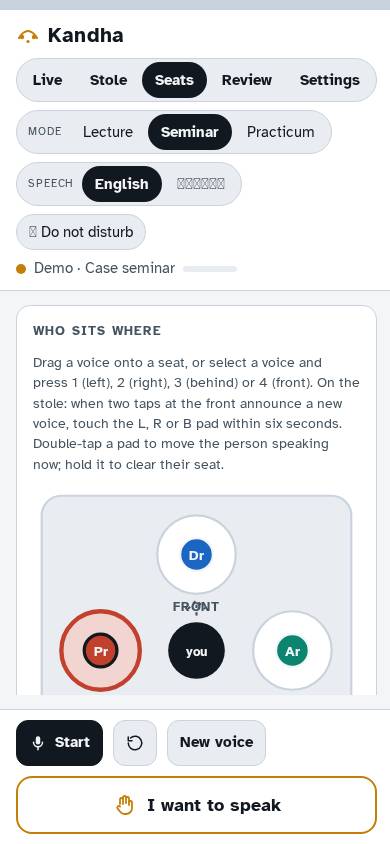 Kandha
Live Stole Seats Review Settings
MODE Lecture Seminar Practicum
SPEECH English
Do not disturb
Demo · Case seminar
WHO SITS WHERE
Drag a voice onto a seat, or select a voice and
press 1 (left), 2 (right), 3 (behind) or 4 (front). On the
stole: when two taps at the front announce a new
voice, touch the L, R or B pad within six seconds.
Double-tap a pad to move the person speaking
now; hold it to clear their seat.
Dr
FRONT
Pr you Ar
Start New voice
I want to speak